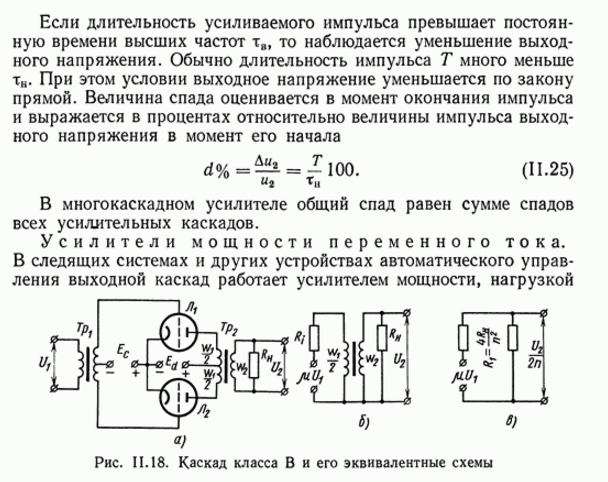 Если длительность усиливаемого импульса превышает постоян-
ную времени высших частот τв, то наблюдается уменьшение выход-
ного напряжения. Обычно длительность импульса T много меньше
τн. При этом условии выходное напряжение уменьшается по закону
прямой. Величина спада оценивается в момент окончания импульса
и выражается в процентах относительно величины импульса выход-
ного напряжения в момент его начала
d% = Δu₂/u₂ = T/τн 100. (II.25)
В многокаскадном усилителе общий спад равен сумме спадов
всех усилительных каскадов.
Усилители мощности переменного тока.
В следящих системах и других устройствах автоматического управ-
ления выходной каскад работает усилителем мощности, нагрузкой
Тр₁ Л₁ Тр₂ U₁ Eс Ed w₁/2 w₁/2 w₂ Rн U₂ Л₂
− + − +
а)
Ri μU₁ w₁/2 w₂ Rн U₂
б)
Ri μU₁ R₁=4Rн/n² U₂/2n
в)
Рис. II.18. Каскад класса В и его эквивалентные схемы